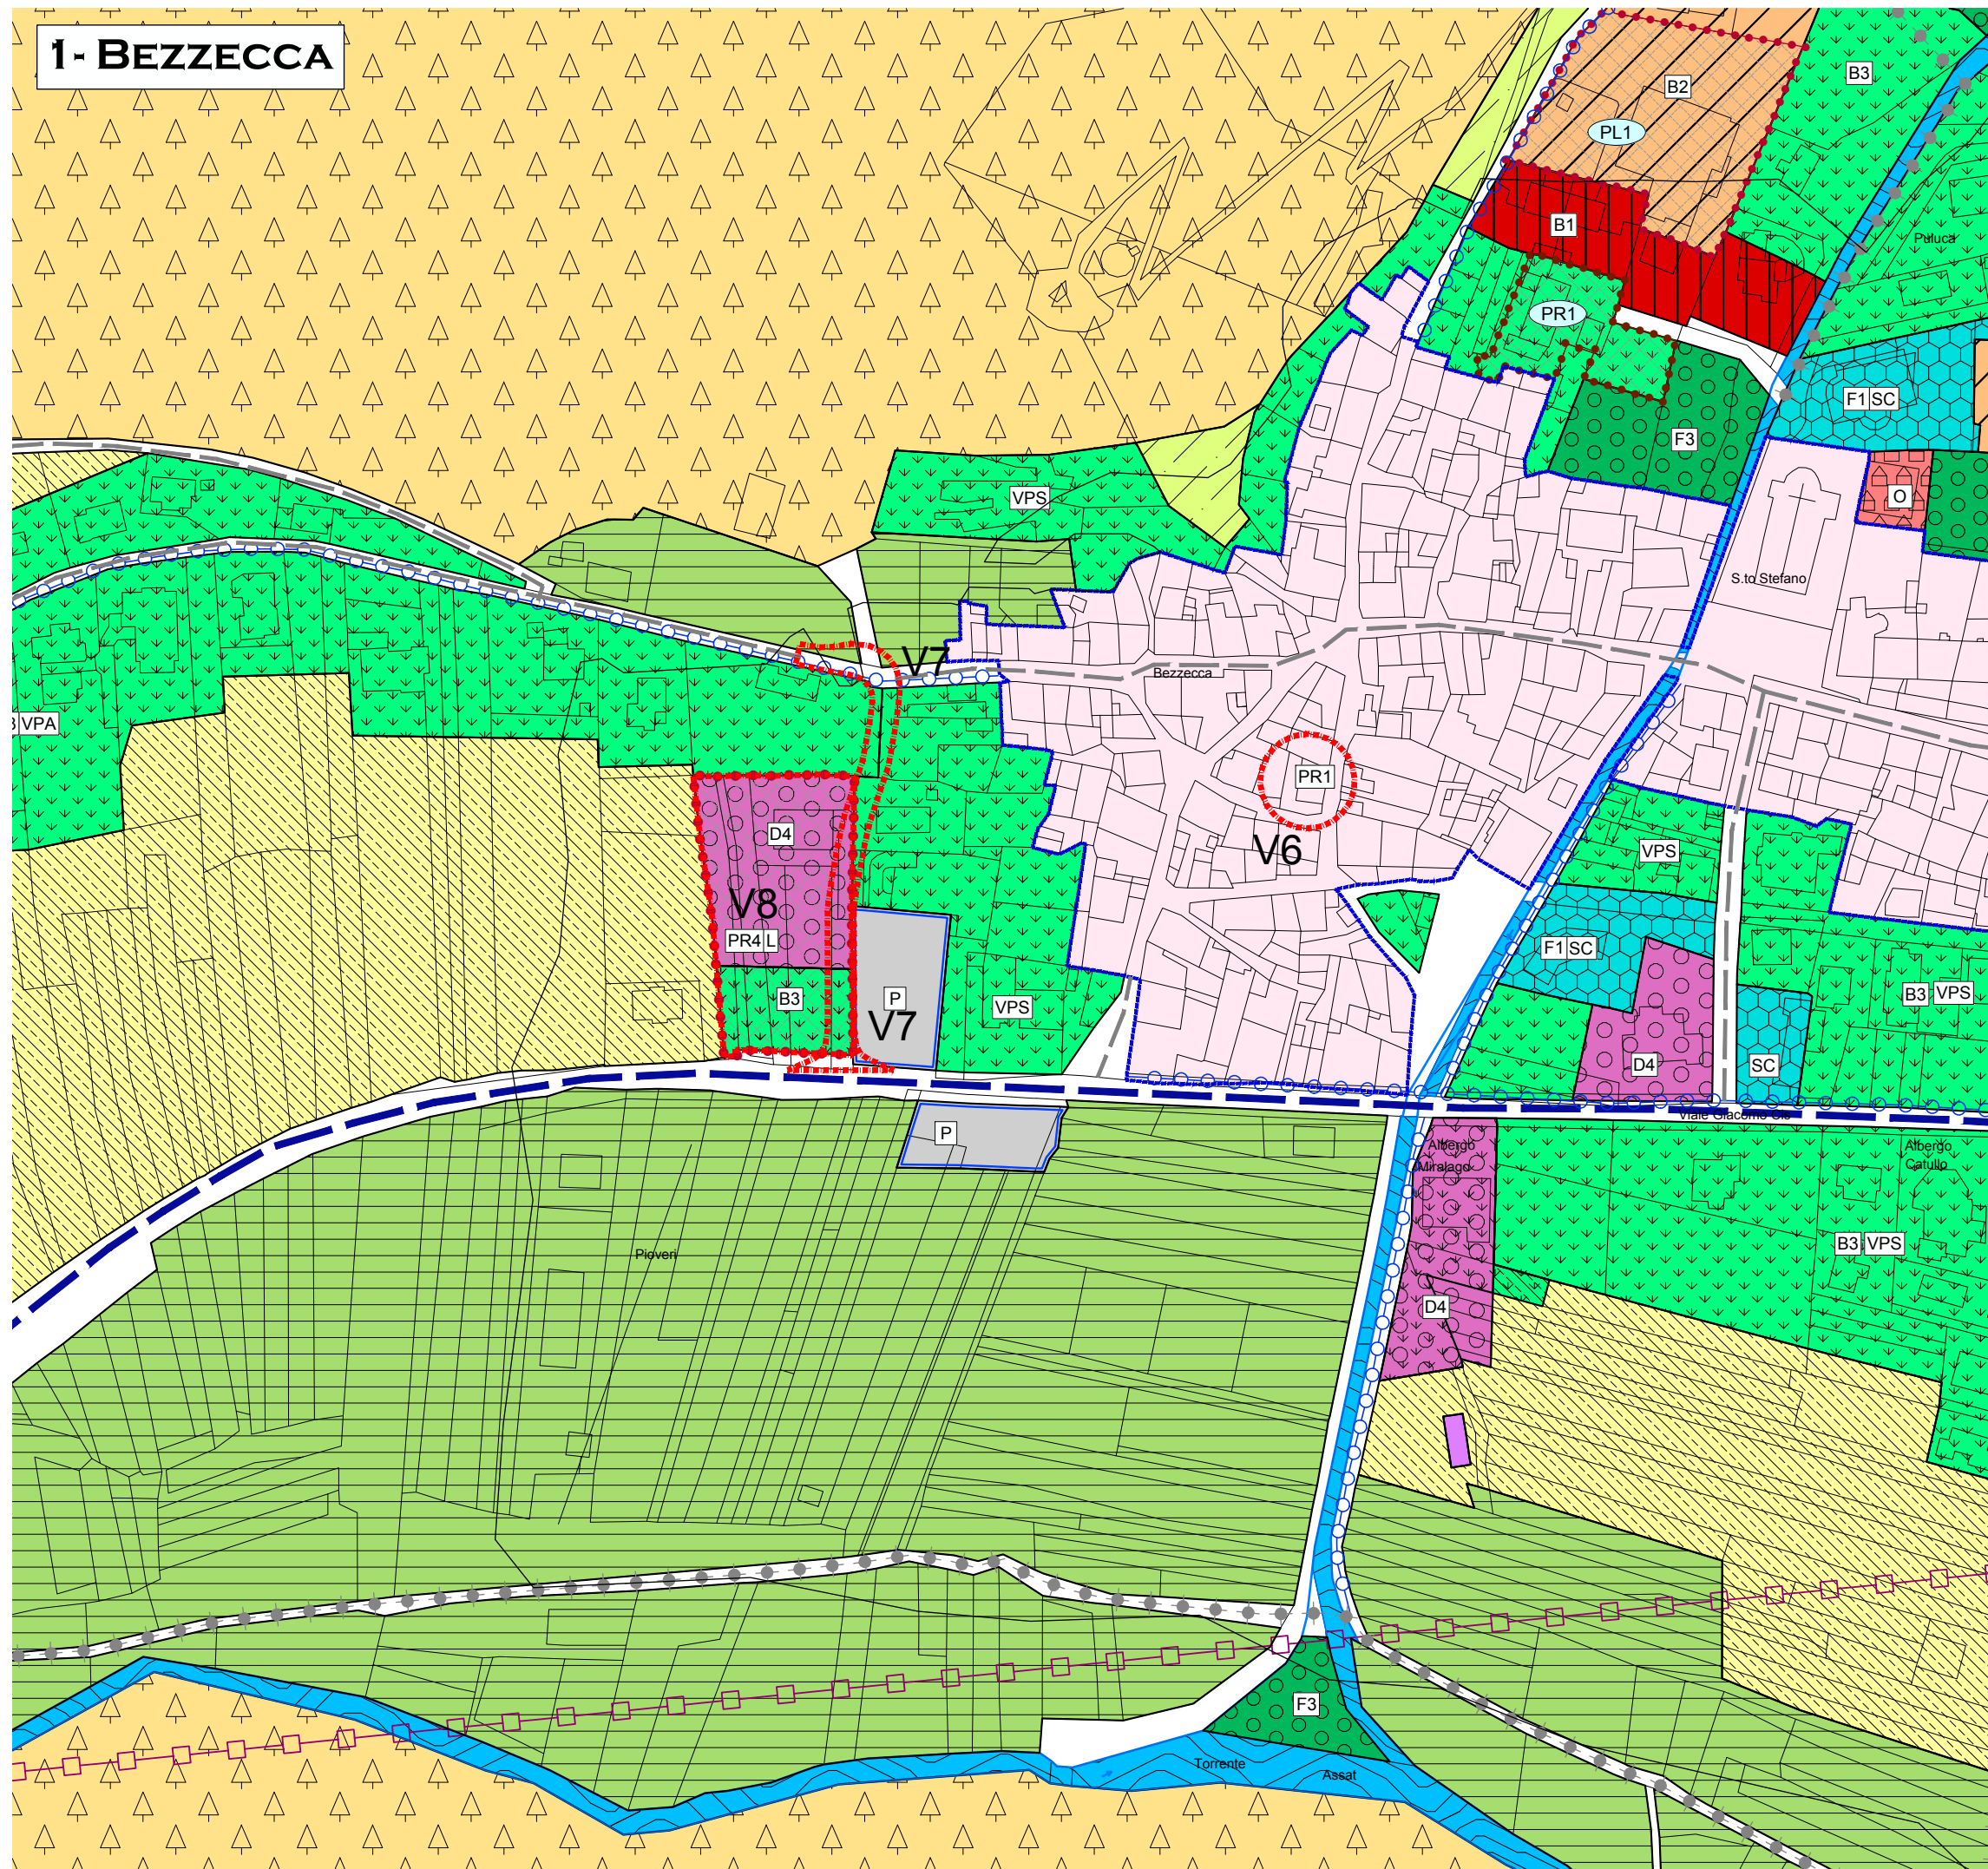 1- BEZZECCA
B2
B3
PL1
B1
Puluca
PR1
F1 SC
F3
VPS
O
S.to Stefano
V7
Bezzecca
VPA
PR1
D4
V6
VPS
V8
PR4 L
F1 SC
B3
P
VPS
B3 VPS
V7
D4
SC
Viale Giacomo Cis
P
Albergo
Miralago
Albergo
Catullo
Pioveri
B3 VPS
D4
F3
Torrente
Assat